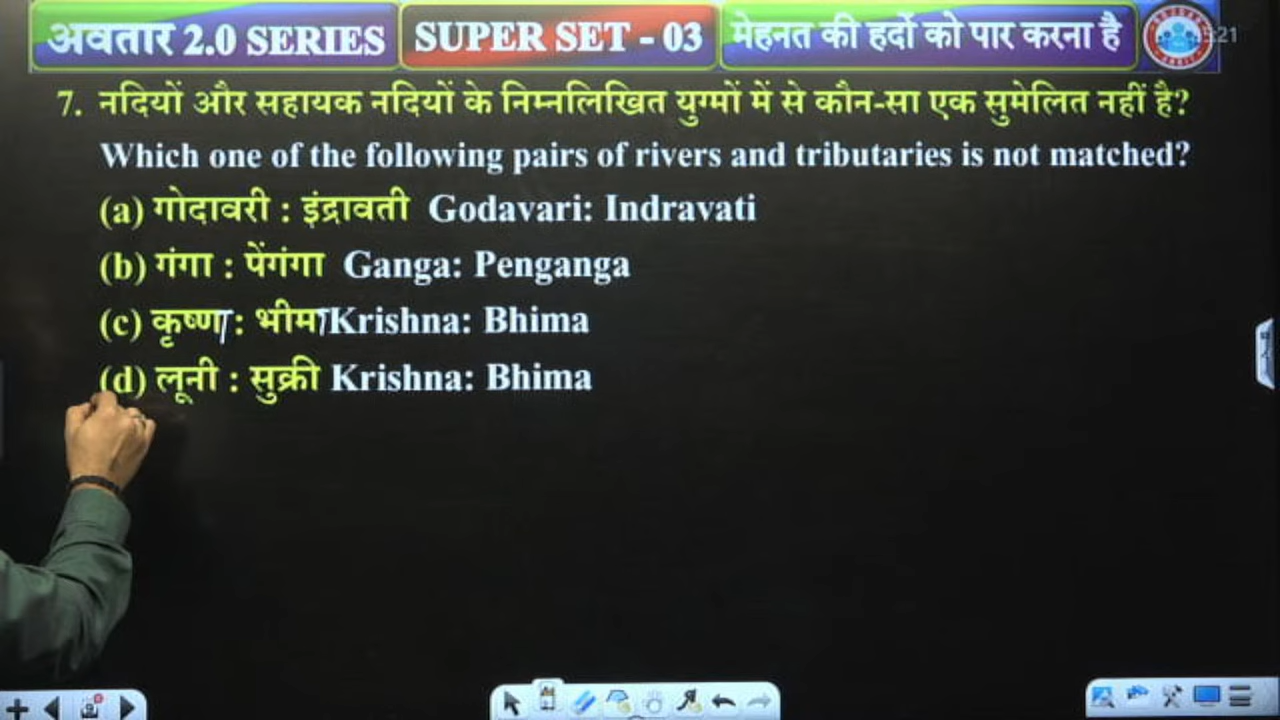 अवतार 2.0 SERIES SUPER SET - 03 मेहनत की हदों को पार करना है
7. नदियों और सहायक नदियों के निम्नलिखित युग्मों में से कौन-सा एक सुमेलित नहीं है?
Which one of the following pairs of rivers and tributaries is not matched?
(a) गोदावरी : इंद्रावती Godavari: Indravati
(b) गंगा : पेंगंगा Ganga: Penganga
(c) कृष्णा : भीमा Krishna: Bhima
(d) लूनी : सुक्री Krishna: Bhima